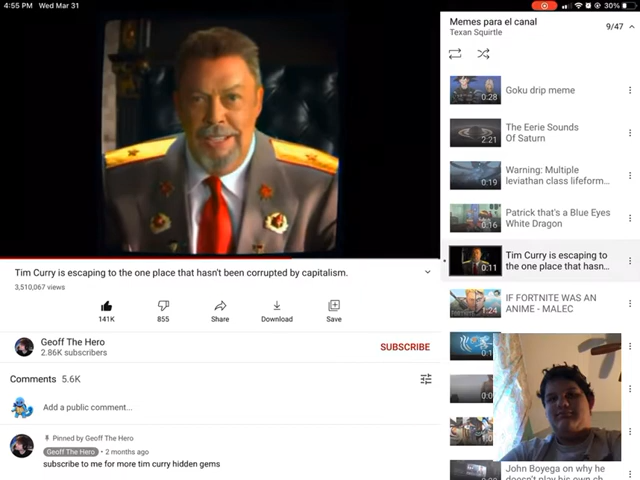 4:55 PM Wed Mar 31
30%
Memes para el canal
Texan Squirtle
9/47
0:28
Goku drip meme
2:21
The Eerie Sounds
Of Saturn
0:19
Warning: Multiple
leviathan class lifeform...
0:16
Patrick that's a Blue Eyes
White Dragon
0:11
Tim Curry is escaping to
the one place that hasn...
1:24
IF FORTNITE WAS AN
ANIME - MALEC
John Boyega on why he
Tim Curry is escaping to the one place that hasn't been corrupted by capitalism.
3,510,067 views
141K
855
Share
Download
Save
Geoff The Hero
2.86K subscribers
SUBSCRIBE
Comments 5.6K
Add a public comment...
Pinned by Geoff The Hero
Geoff The Hero • 2 months ago
subscribe to me for more tim curry hidden gems